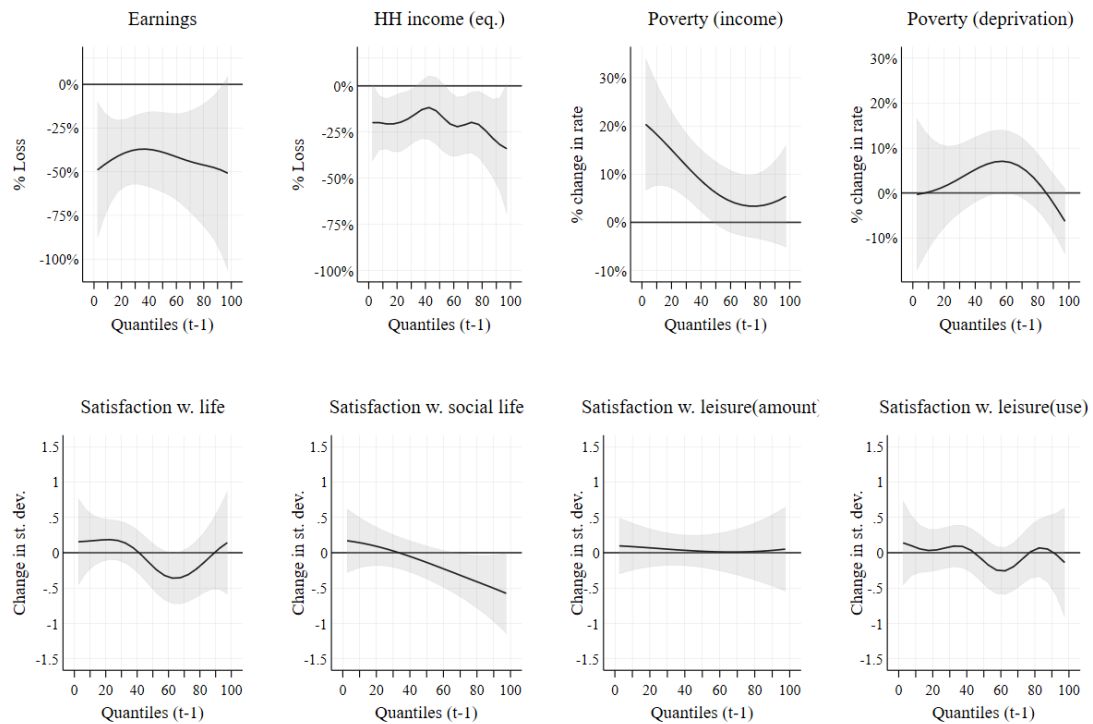 Earnings
% Loss
0%
-25%
-50%
-75%
-100%
0 20 40 60 80 100
Quantiles (t-1)
HH income (eq.)
% Loss
0%
-25%
-50%
-75%
-100%
0 20 40 60 80 100
Quantiles (t-1)
Poverty (income)
% change in rate
30%
20%
10%
0%
-10%
0 20 40 60 80 100
Quantiles (t-1)
Poverty (deprivation)
% change in rate
30%
20%
10%
0%
-10%
0 20 40 60 80 100
Quantiles (t-1)
Satisfaction w. life
Change in st. dev.
1.5
1
.5
0
-.5
-1
-1.5
0 20 40 60 80 100
Quantiles (t-1)
Satisfaction w. social life
Change in st. dev.
1.5
1
.5
0
-.5
-1
-1.5
0 20 40 60 80 100
Quantiles (t-1)
Satisfaction w. leisure(amount)
Change in st. dev.
1.5
1
.5
0
-.5
-1
-1.5
0 20 40 60 80 100
Quantiles (t-1)
Satisfaction w. leisure(use)
Change in st. dev.
1.5
1
.5
0
-.5
-1
-1.5
0 20 40 60 80 100
Quantiles (t-1)